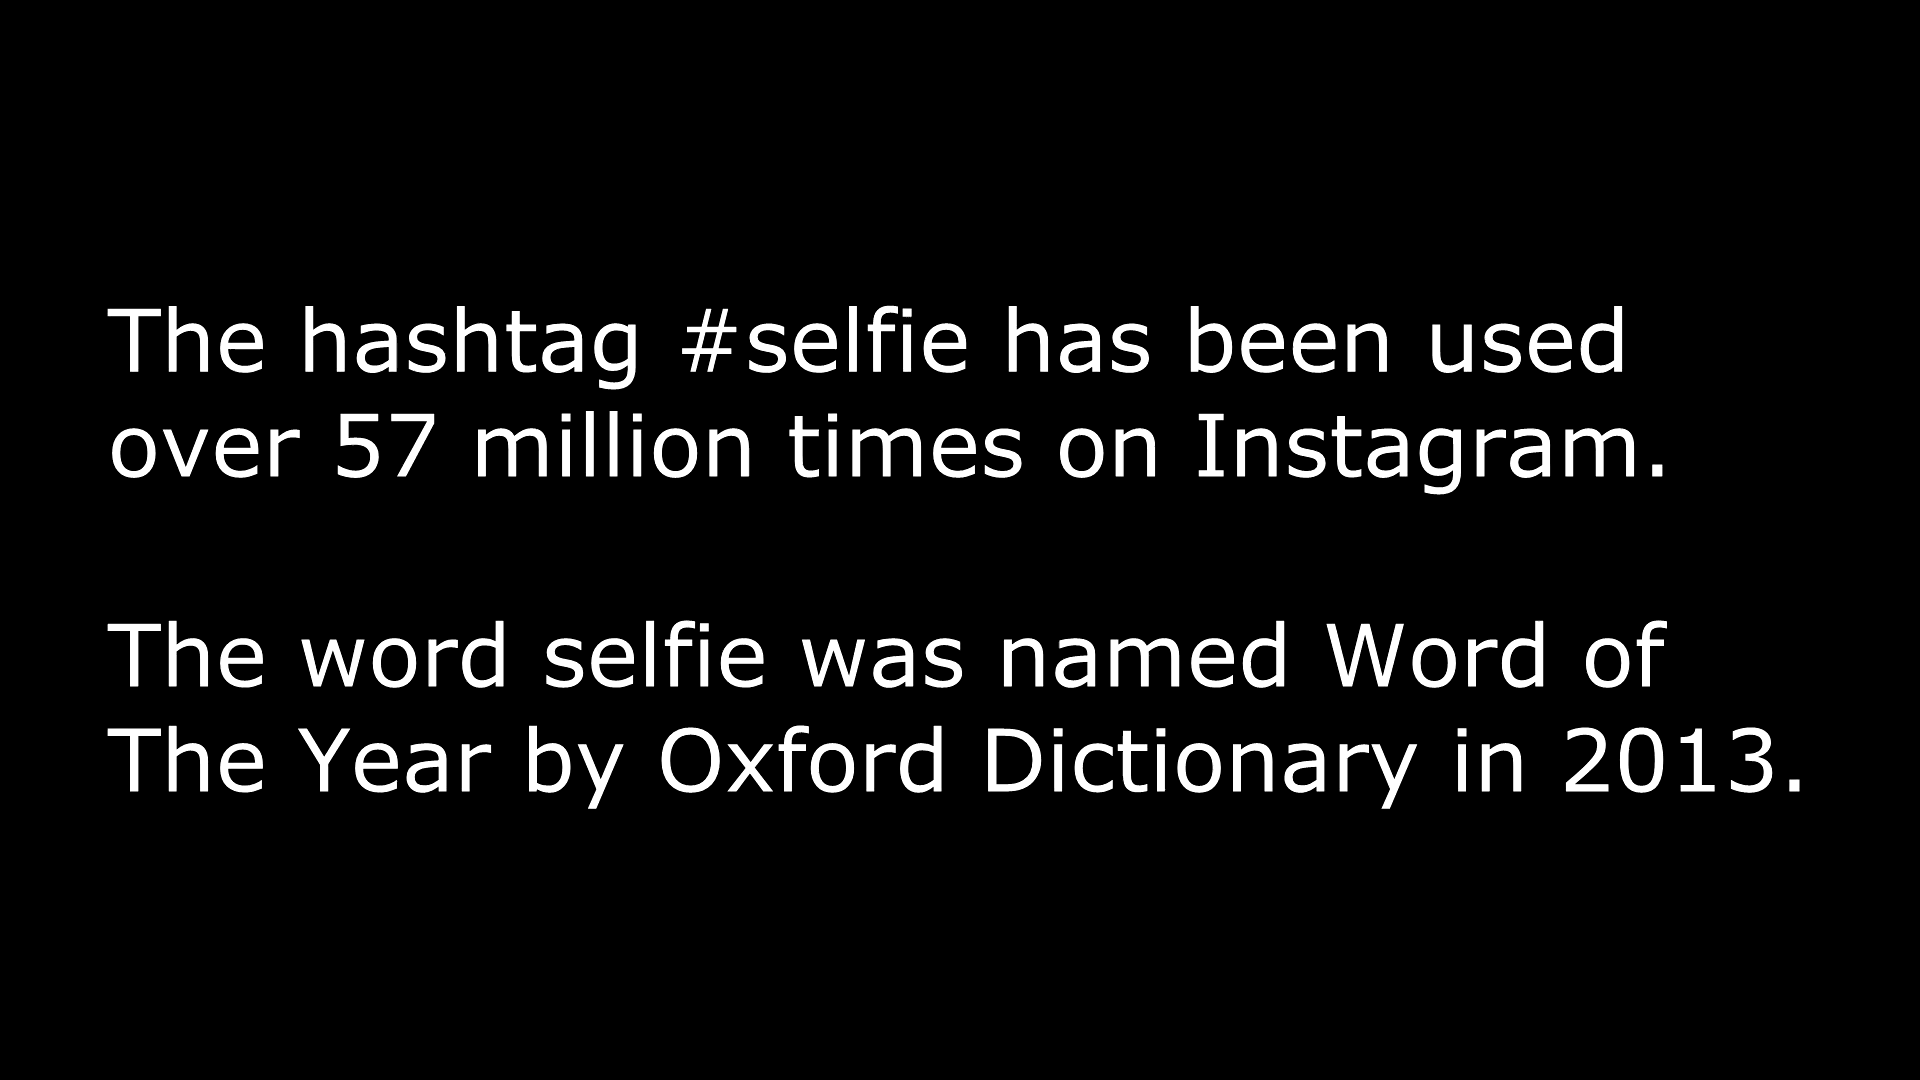 The hashtag #selfie has been used
over 57 million times on Instagram.
The word selfie was named Word of
The Year by Oxford Dictionary in 2013.